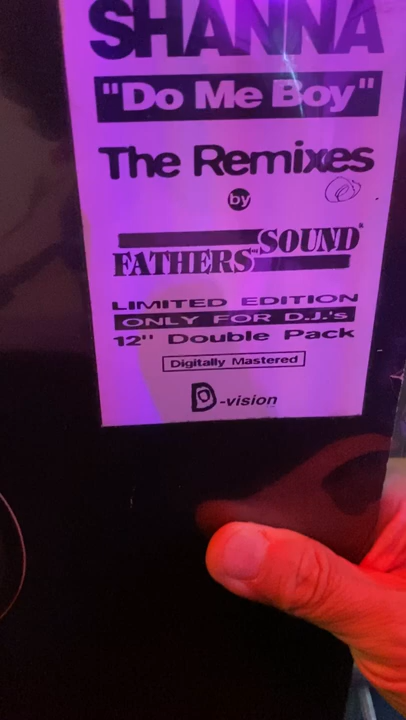 SHANNA
"Do Me Boy"
The Remixes
by
FATHERS OF SOUND
LIMITED EDITION
ONLY FOR D.J.'s
12" Double Pack
Digitally Mastered
D-vision